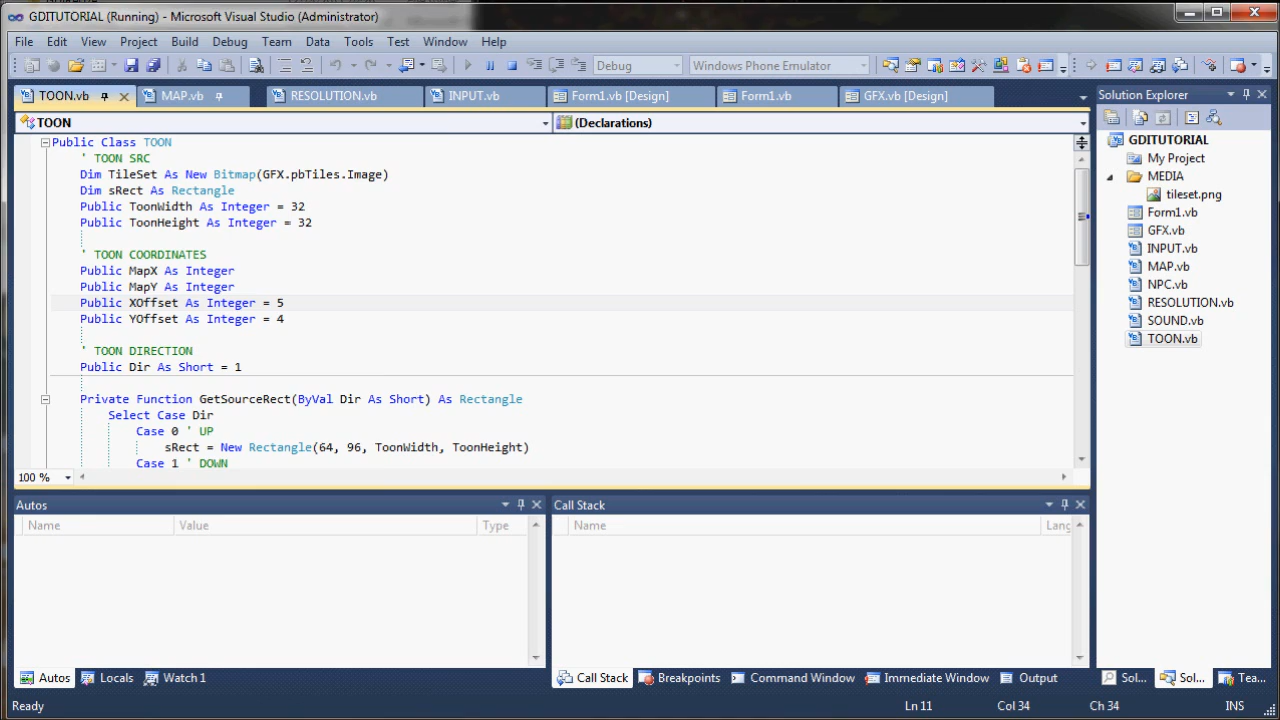 GDITUTORIAL (Running) - Microsoft Visual Studio (Administrator)
File Edit View Project Build Debug Team Data Tools Test Window Help
Debug Windows Phone Emulator
TOON.vb MAP.vb RESOLUTION.vb INPUT.vb Form1.vb [Design] Form1.vb GFX.vb [Design]
TOON (Declarations)
Public Class TOON
' TOON SRC
Dim TileSet As New Bitmap(GFX.pbTiles.Image)
Dim sRect As Rectangle
Public ToonWidth As Integer = 32
Public ToonHeight As Integer = 32
' TOON COORDINATES
Public MapX As Integer
Public MapY As Integer
Public XOffset As Integer = 5
Public YOffset As Integer = 4
' TOON DIRECTION
Public Dir As Short = 1
Private Function GetSourceRect(ByVal Dir As Short) As Rectangle
Select Case Dir
Case 0 ' UP
sRect = New Rectangle(64, 96, ToonWidth, ToonHeight)
Case 1 ' DOWN
100 %
Autos
Name Value Type
Autos Locals Watch 1
Call Stack
Name Lang
Call Stack Breakpoints Command Window Immediate Window Output
Solution Explorer
GDITUTORIAL
My Project
MEDIA
tileset.png
Form1.vb
GFX.vb
INPUT.vb
MAP.vb
NPC.vb
RESOLUTION.vb
SOUND.vb
TOON.vb
Sol... Sol... Tea...
Ready Ln 11 Col 34 Ch 34 INS